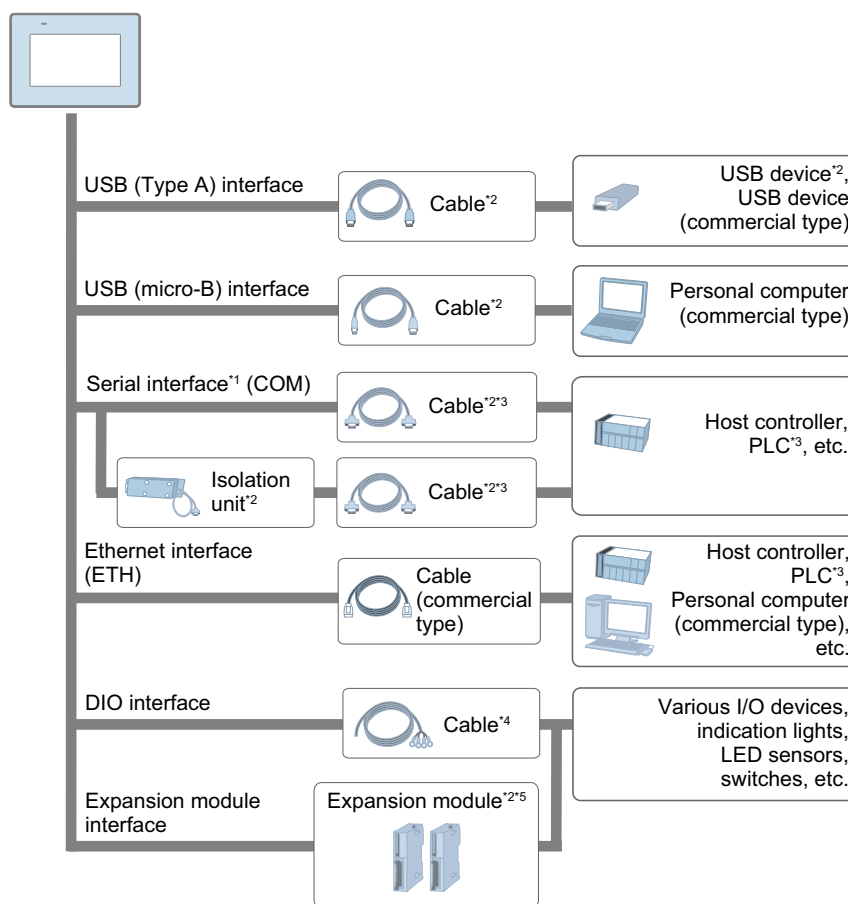 USB (Type A) interface
Cable*2
USB device*2,
USB device
(commercial type)
USB (micro-B) interface
Cable*2
Personal computer
(commercial type)
Serial interface*1 (COM)
Cable*2*3
Host controller,
PLC*3, etc.
Isolation
unit*2
Cable*2*3
Ethernet interface
(ETH)
Cable
(commercial
type)
Host controller,
PLC*3,
Personal computer
(commercial type),
etc.
DIO interface
Cable*4
Various I/O devices,
indication lights,
LED sensors,
switches, etc.
Expansion module
interface
Expansion module*2*5